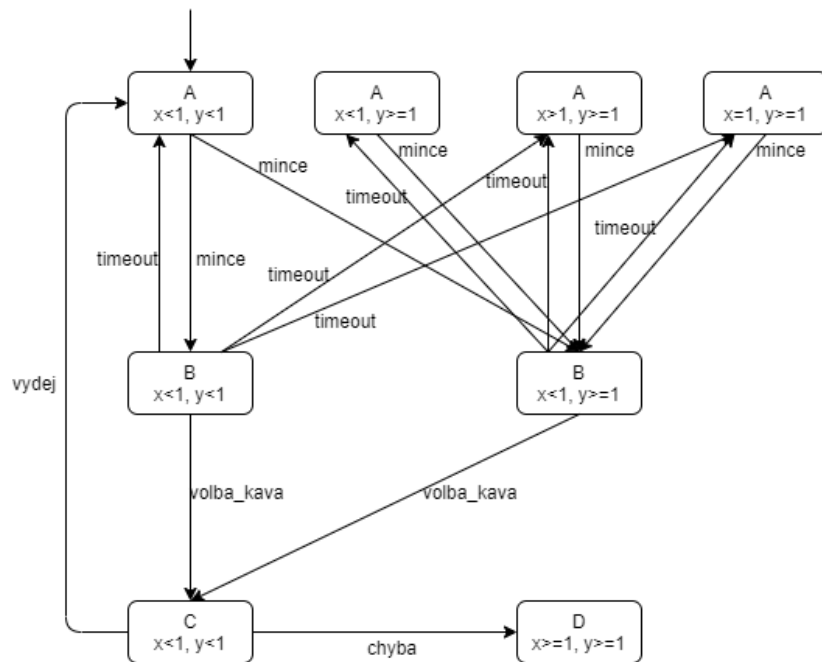 A
x<1, y<1
A
x<1, y>=1
A
x>1, y>=1
A
x=1, y>=1
mince
mince
mince
mince
timeout
timeout
timeout
timeout
mince
timeout
timeout
B
x<1, y<1
B
x<1, y>=1
vydej
volba_kava
volba_kava
C
x<1, y<1
D
x>=1, y>=1
chyba